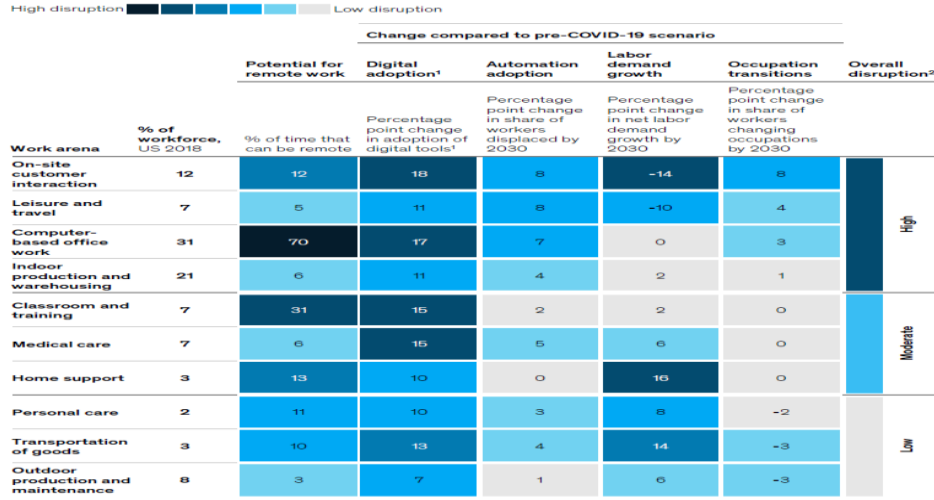 High disruption Low disruption
Change compared to pre-COVID-19 scenario
Potential for remote work
Digital adoption¹
Automation adoption
Labor demand growth
Occupation transitions
Overall disruption²
Work arena
% of workforce, US 2018
% of time that can be remote
Percentage point change in adoption of digital tools¹
Percentage point change in share of workers displaced by 2030
Percentage point change in net labor demand growth by 2030
Percentage point change in share of workers changing occupations by 2030
On-site customer interaction 12 12 18 8 -14 8
Leisure and travel 7 5 11 8 -10 4
Computer-based office work 31 70 17 7 0 3
Indoor production and warehousing 21 6 11 4 2 1
High
Classroom and training 7 31 15 2 2 0
Medical care 7 6 15 5 6 0
Home support 3 13 10 0 16 0
Moderate
Personal care 2 11 10 3 8 -2
Transportation of goods 3 10 13 4 14 -3
Outdoor production and maintenance 8 3 7 1 6 -3
Low